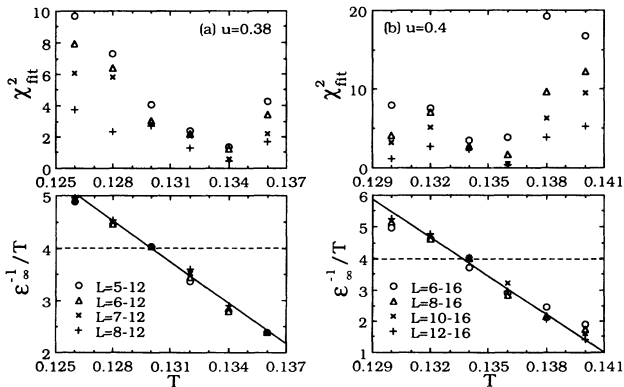 (a) u=0.38
χ²fit
10
8
6
4
2
0
0.125 0.128 0.131 0.134 0.137
ε∞⁻¹/T
5
4
3
2
L=5-12
L=6-12
L=7-12
L=8-12
0.125 0.128 0.131 0.134 0.137
T
(b) u=0.4
χ²fit
20
15
10
5
0
0.129 0.132 0.135 0.138 0.141
ε∞⁻¹/T
6
5
4
3
2
1
L=6-16
L=8-16
L=10-16
L=12-16
0.129 0.132 0.135 0.138 0.141
T